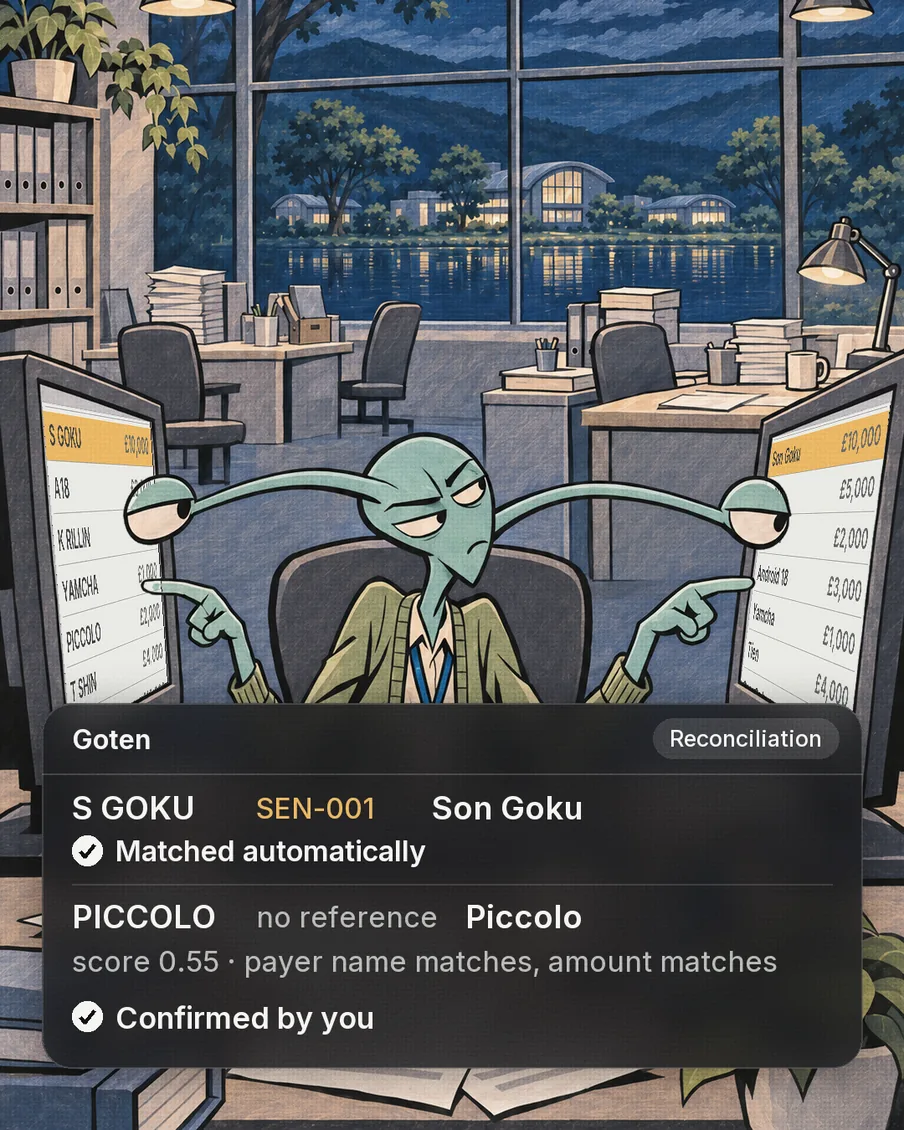 S GOKU £10,000
A18
K RILLIN
YAMCHA
PICCOLO £2,000
T SHIN £4,000
Son Goku £10,000
£5,000
£2,000
Android 18 £3,000
Yamcha £1,000
Tien £4,000
Goten Reconciliation
S GOKU SEN-001 Son Goku
Matched automatically
PICCOLO no reference Piccolo
score 0.55 · payer name matches, amount matches
Confirmed by you